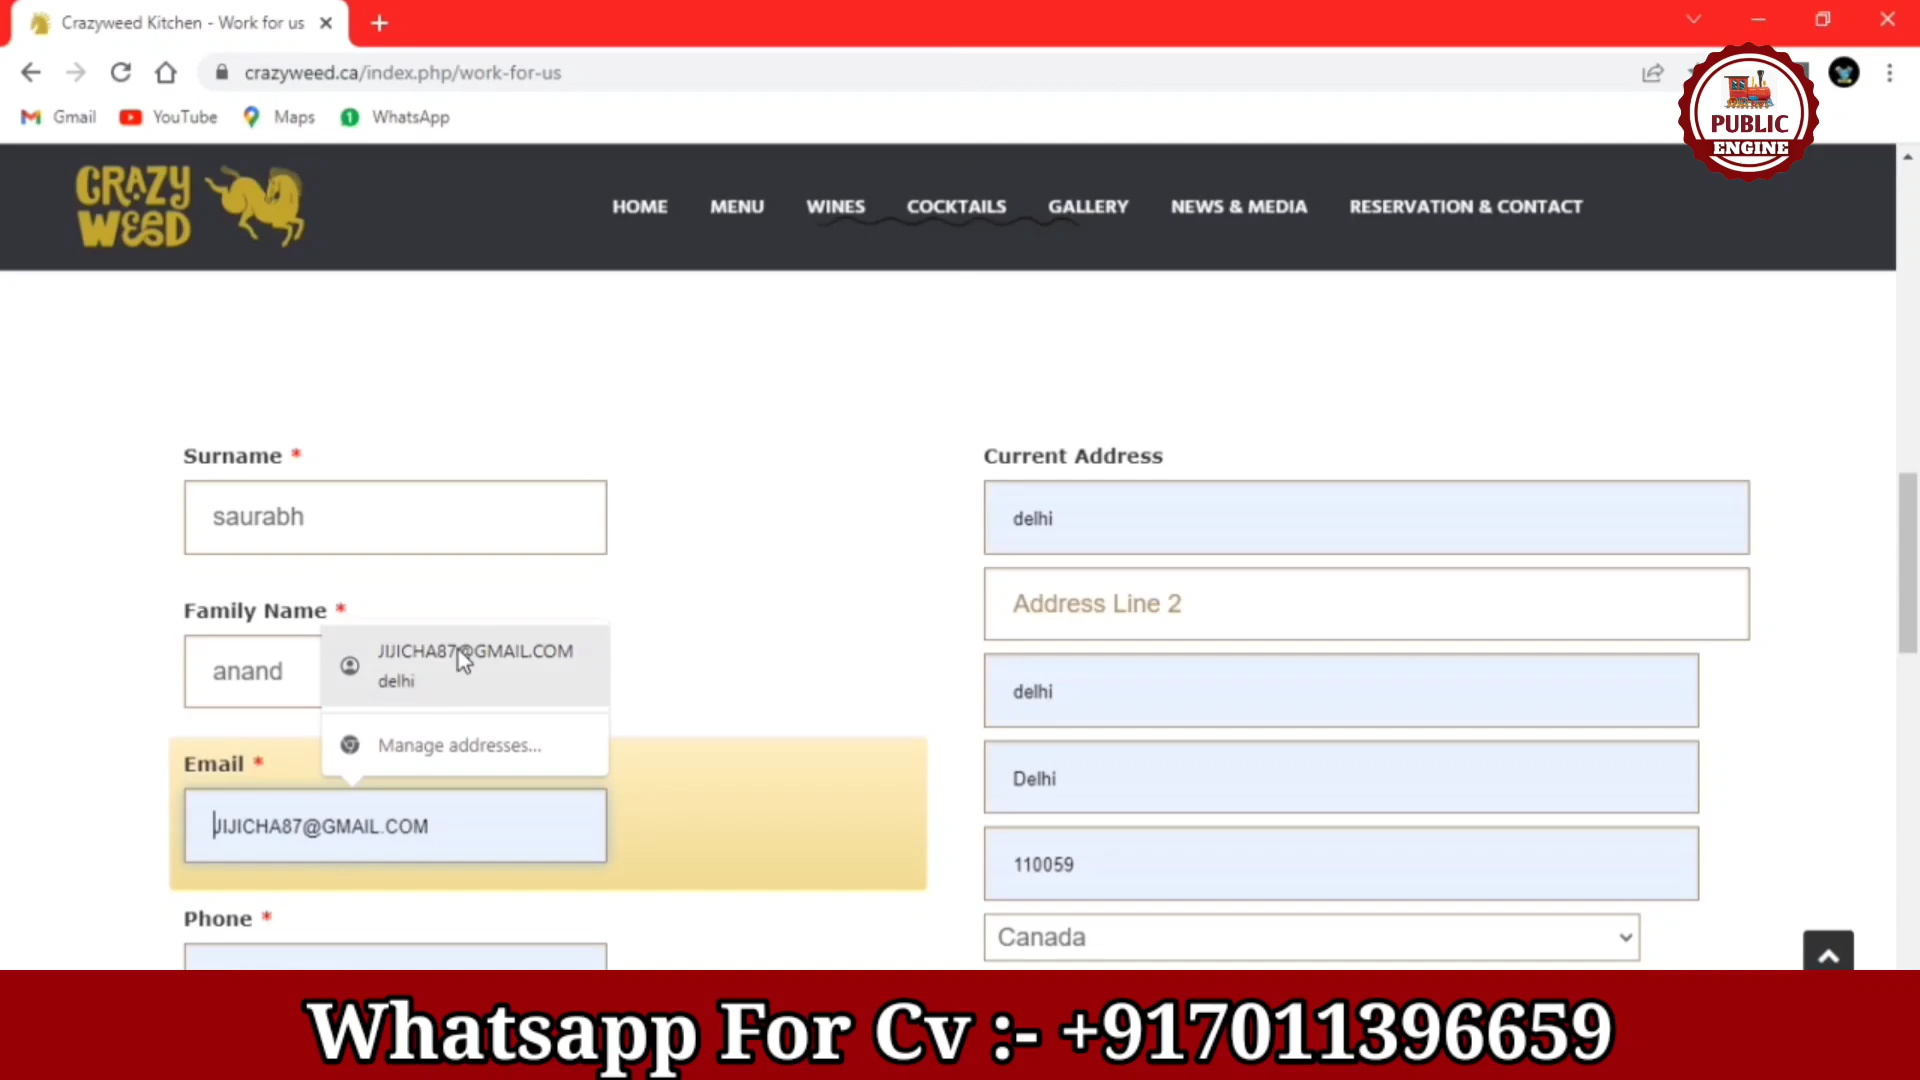 Crazyweed Kitchen - Work for us
crazyweed.ca/index.php/work-for-us
Gmail YouTube Maps 1 WhatsApp
PUBLIC
ENGINE
CRAZY
WEED
HOME MENU WINES COCKTAILS GALLERY NEWS & MEDIA RESERVATION & CONTACT
Surname *
saurabh
Family Name *
anand
JIJICHA87@GMAIL.COM
delhi
Manage addresses...
Email *
JIJICHA87@GMAIL.COM
Phone *
Current Address
delhi
Address Line 2
delhi
Delhi
110059
Canada
Whatsapp For Cv :- +917011396659